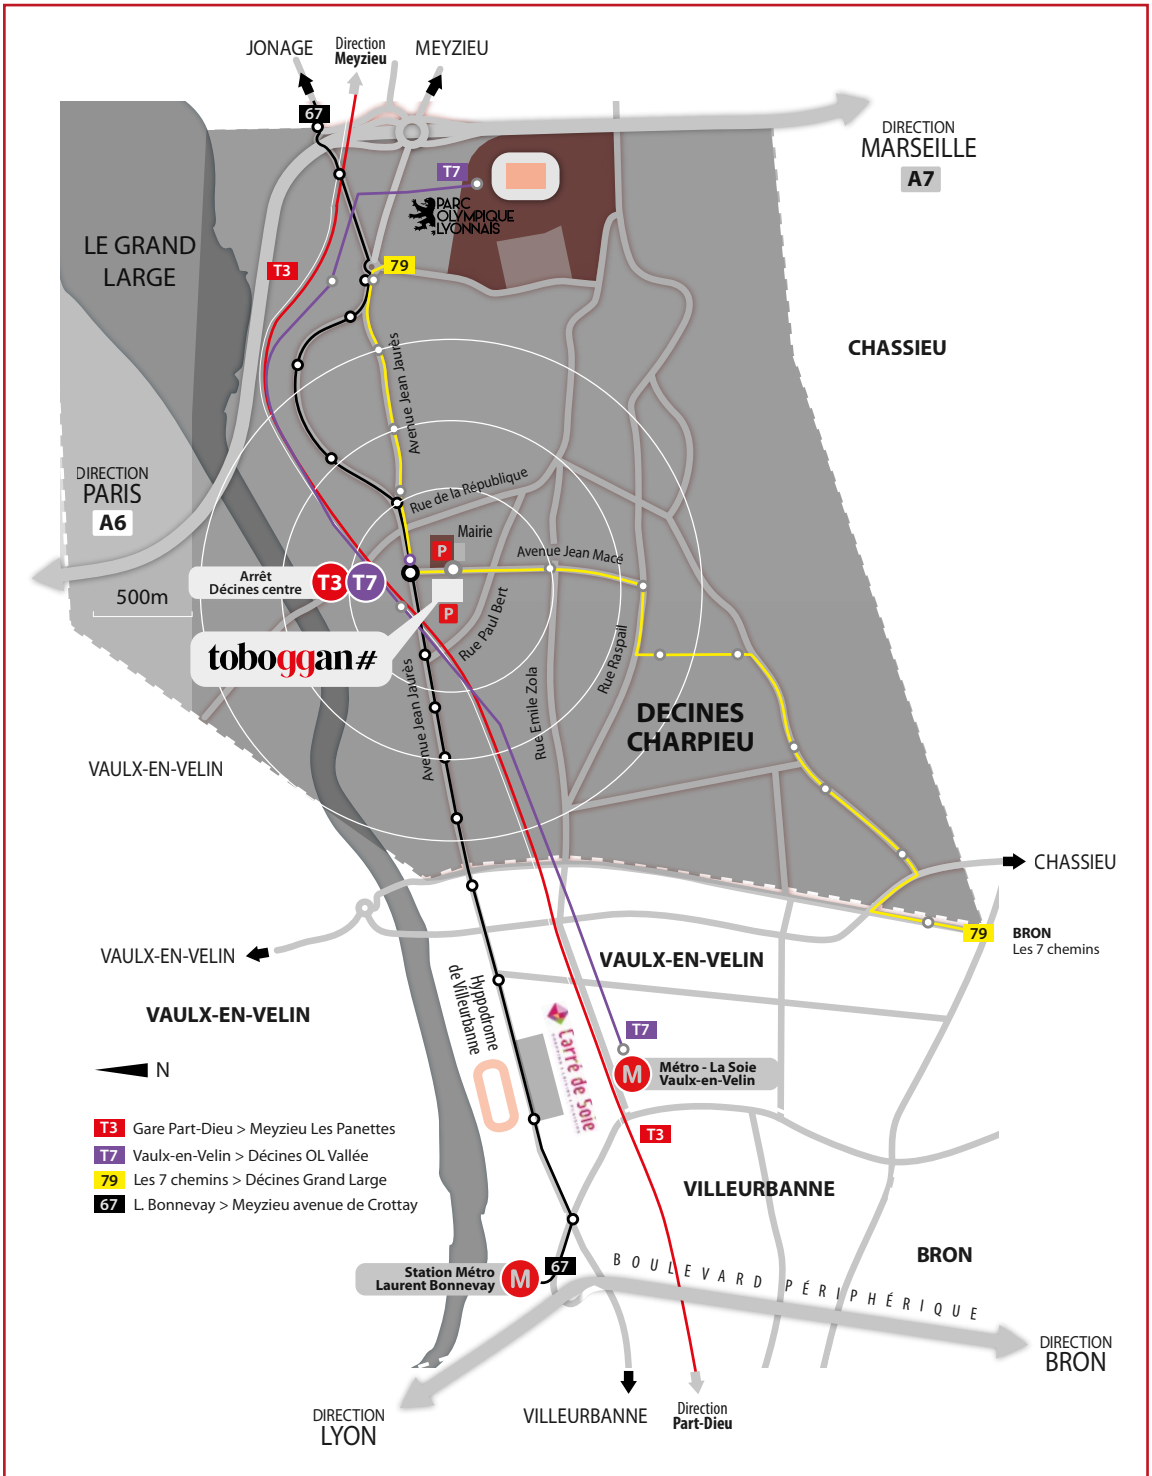 JONAGE
Direction
Meyzieu
MEYZIEU
67
DIRECTION
MARSEILLE
A7
T7
PARC
OLYMPIQUE
LYONNAIS
LE GRAND
LARGE
T3
79
CHASSIEU
Avenue Jean Jaurès
DIRECTION
PARIS
A6
Rue de la République
Mairie
P
Avenue Jean Macé
Arrêt
Décines centre
T3
T7
500m
P
Rue Paul Bert
toboggan#
Rue Raspail
Avenue Jean Jaurès
Rue Emile Zola
DECINES
CHARPIEU
VAULX-EN-VELIN
CHASSIEU
79
BRON
Les 7 chemins
VAULX-EN-VELIN
VAULX-EN-VELIN
Hyppodrome
de Villeurbanne
VAULX-EN-VELIN
Carré de Soie
T7
N
M
Métro - La Soie
Vaulx-en-Velin
T3 Gare Part-Dieu > Meyzieu Les Panettes
T7 Vaulx-en-Velin > Décines OL Vallée
79 Les 7 chemins > Décines Grand Large
67 L. Bonnevay > Meyzieu avenue de Crottay
T3
VILLEURBANNE
BRON
Station Métro
Laurent Bonnevay
M
67
BOULEVARD PÉRIPHÉRIQUE
DIRECTION
BRON
DIRECTION
LYON
VILLEURBANNE
Direction
Part-Dieu